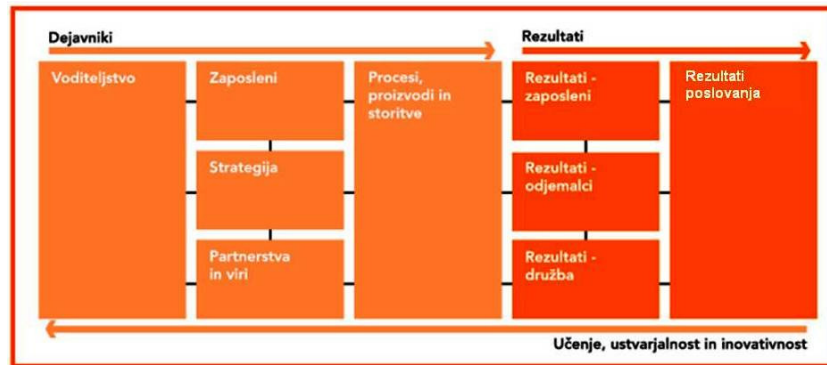 Dejavniki
Rezultati
Voditeljstvo
Zaposleni
Procesi,
proizvodi in
storitve
Rezultati -
zaposleni
Rezultati
poslovanja
Strategija
Rezultati -
odjemalci
Partnerstva
in viri
Rezultati -
družba
Učenje, ustvarjalnost in inovativnost